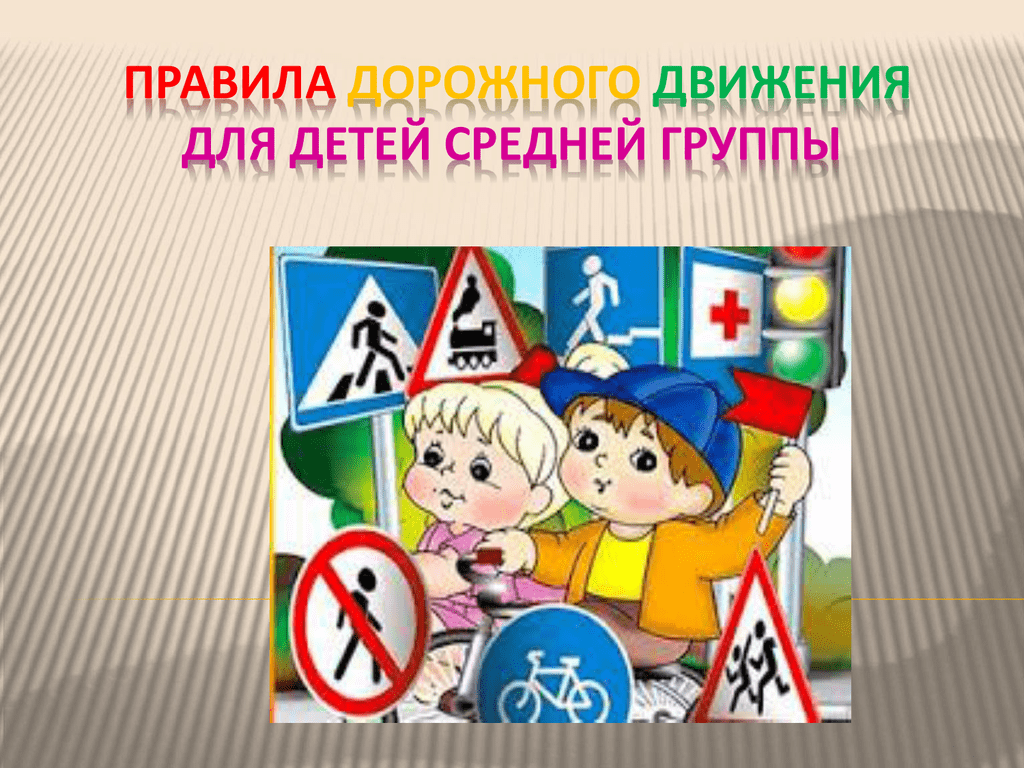 ПРАВИЛА ДОРОЖНОГО ДВИЖЕНИЯ
ДЛЯ ДЕТЕЙ СРЕДНЕЙ ГРУППЫ